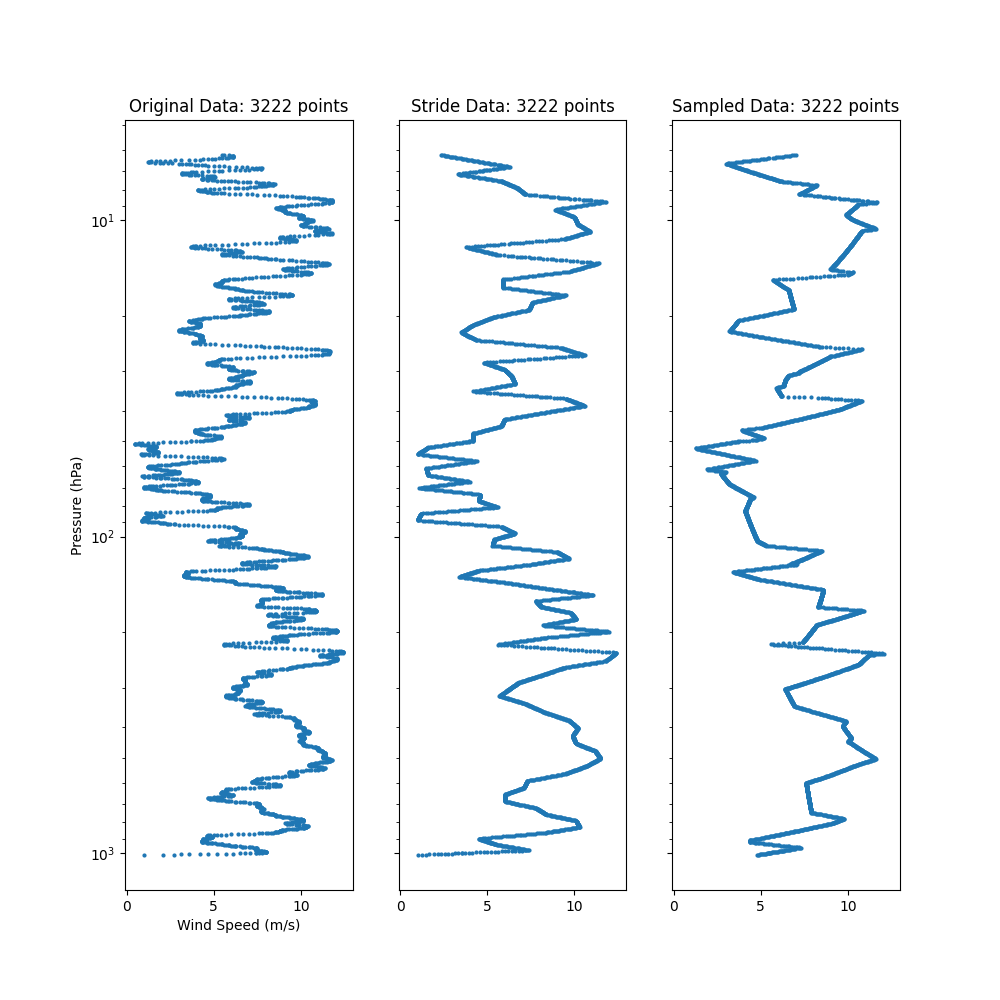 Original Data: 3222 points Stride Data: 3222 points Sampled Data: 3222 points
10¹
10²
10³
Pressure (hPa)
0 5 10 0 5 10 0 5 10
Wind Speed (m/s)